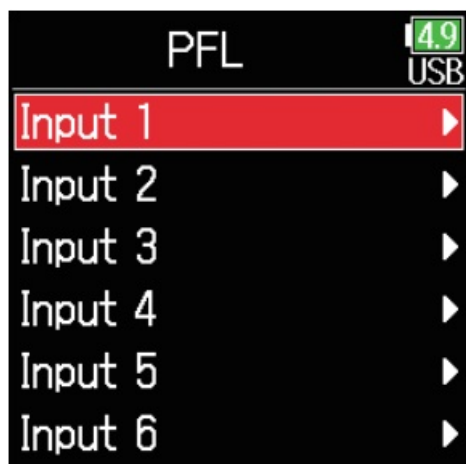 PFL
4.9
USB
Input 1
Input 2
Input 3
Input 4
Input 5
Input 6